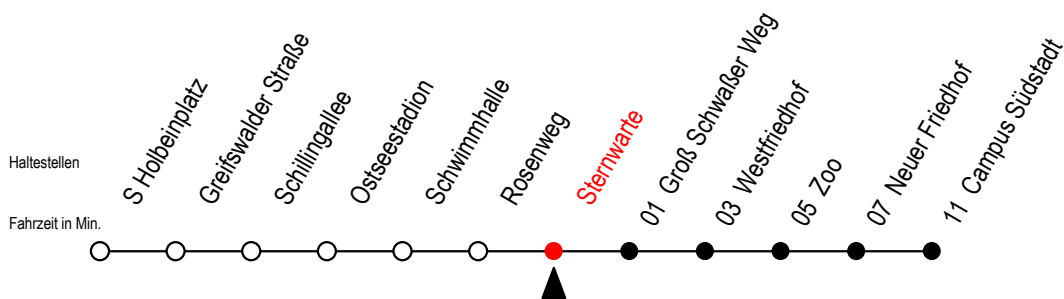 Haltestellen
Fahrzeit in Min.
S Holbeinplatz
Greifswalder Straße
Schillingallee
Ostseestadion
Schwimmhalle
Rosenweg
Sternwarte
01 Groß Schwaßer Weg
03 Westfriedhof
05 Zoo
07 Neuer Friedhof
11 Campus Südstadt